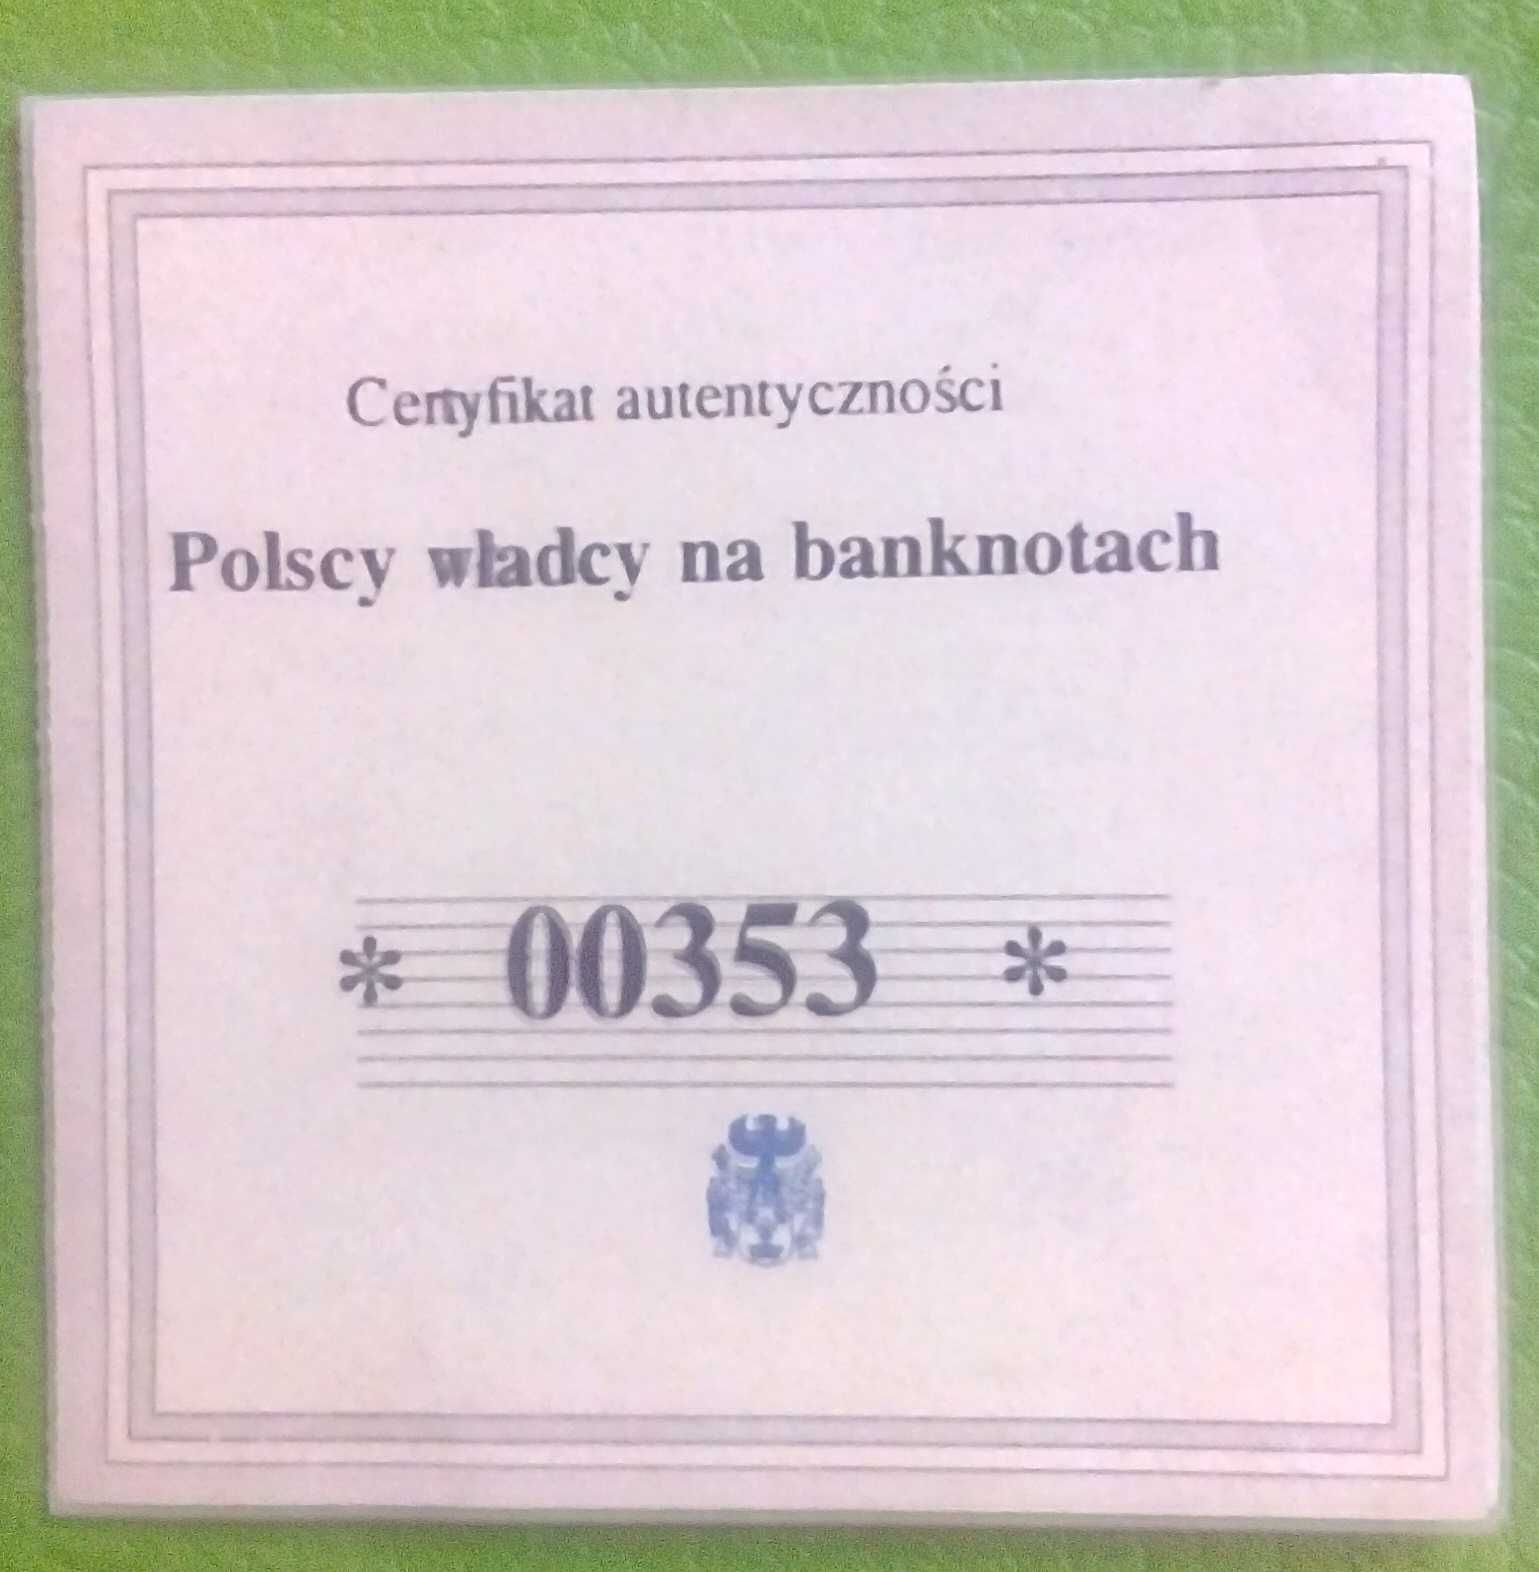 Certyfikat autentyczności
Polscy władcy na banknotach
* 00353 *